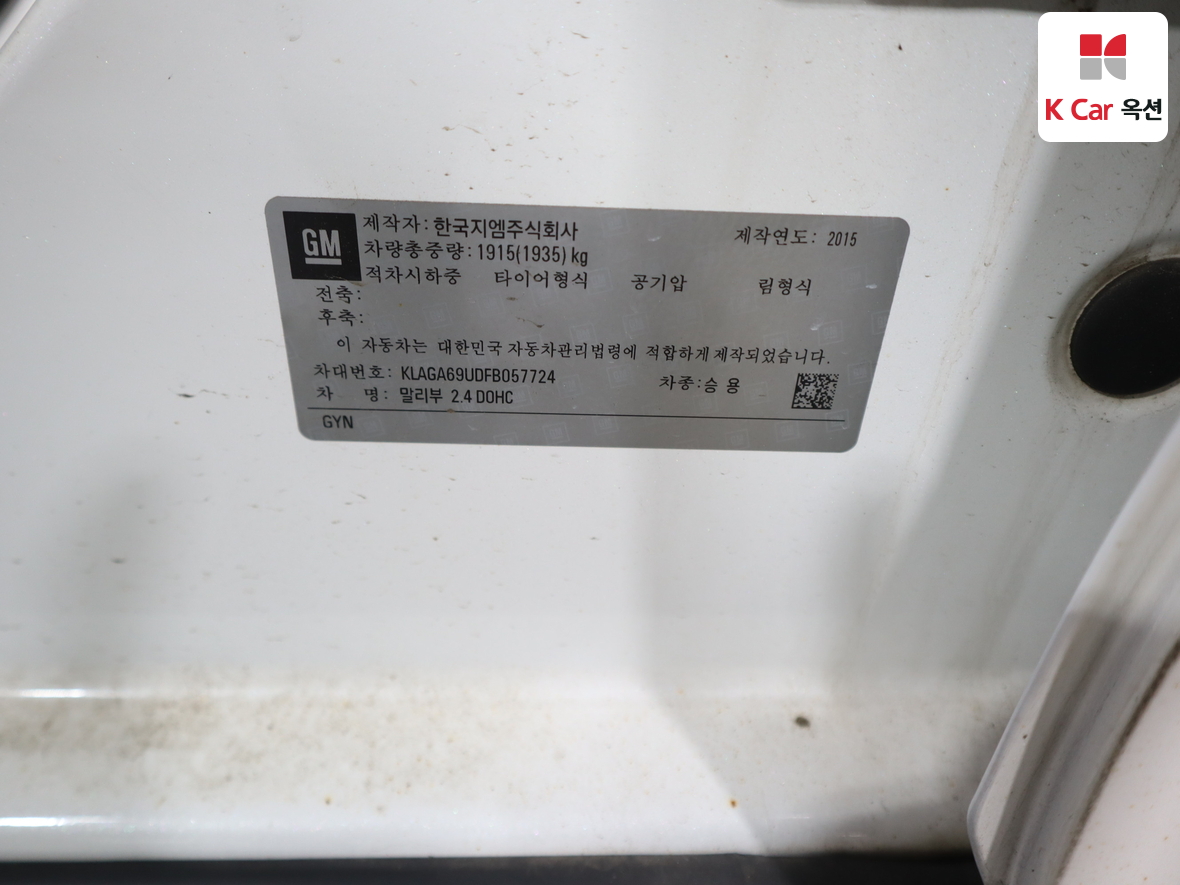 K Car 옥션
GM
제작자: 한국지엠주식회사
제작연도: 2015
차량총중량: 1915(1935) kg
적차시하중 타이어형식 공기압 림형식
전축:
후축:
이 자동차는 대한민국 자동차관리법령에 적합하게 제작되었습니다.
차대번호: KLAGA69UDFB057724
차종: 승 용
차 명: 말리부 2.4 DOHC
GYN